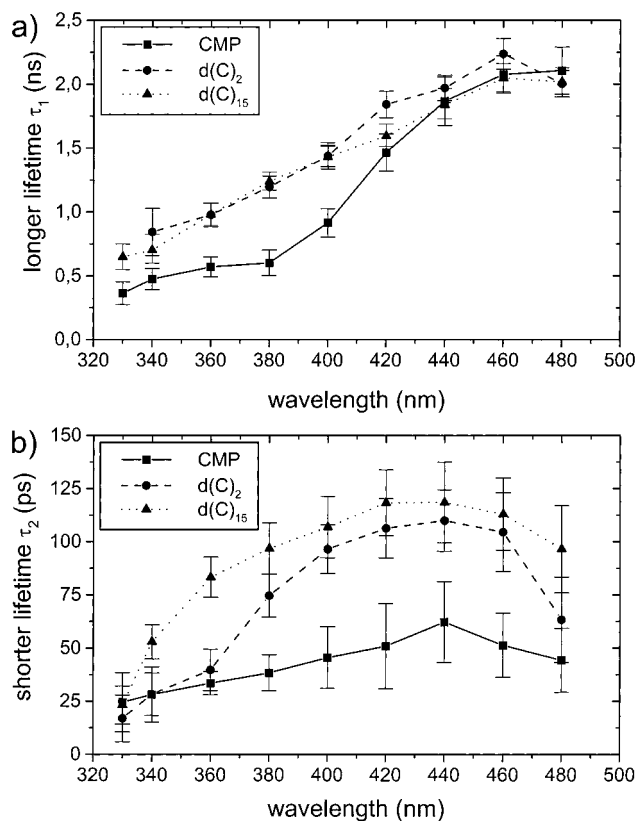 a)
longer lifetime τ₁ (ns)
2,5
2,0
1,5
1,0
0,5
0,0
CMP
d(C)₂
d(C)₁₅
320 340 360 380 400 420 440 460 480 500
wavelength (nm)
b)
shorter lifetime τ₂ (ps)
150
125
100
75
50
25
0
CMP
d(C)₂
d(C)₁₅
320 340 360 380 400 420 440 460 480 500
wavelength (nm)